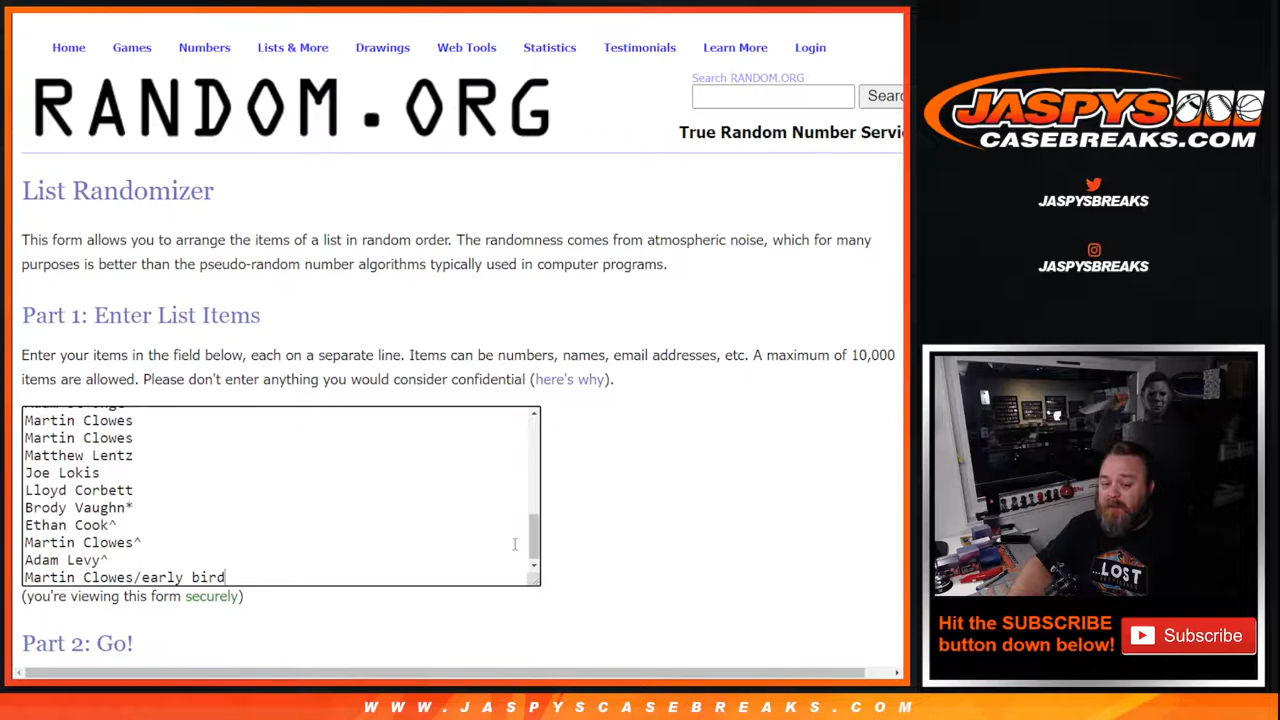 Home Games Numbers Lists & More Drawings Web Tools Statistics Testimonials Learn More Login
RANDOM.ORG
Search RANDOM.ORG
Searc
True Random Number Servi
List Randomizer
This form allows you to arrange the items of a list in random order. The randomness comes from atmospheric noise, which for many
purposes is better than the pseudo-random number algorithms typically used in computer programs.
Part 1: Enter List Items
Enter your items in the field below, each on a separate line. Items can be numbers, names, email addresses, etc. A maximum of 10,000
items are allowed. Please don't enter anything you would consider confidential (here's why).
Martin Clowes
Martin Clowes
Matthew Lentz
Joe Lokis
Lloyd Corbett
Brody Vaughn*
Ethan Cook^
Martin Clowes^
Adam Levy^
Martin Clowes/early bird
(you're viewing this form securely)
Part 2: Go!
JASPYS
CASEBREAKS.COM
JASPYSBREAKS
JASPYSBREAKS
...LOST
Hit the SUBSCRIBE
button down below!
Subscribe
WWW.JASPYSCASEBREAKS.COM